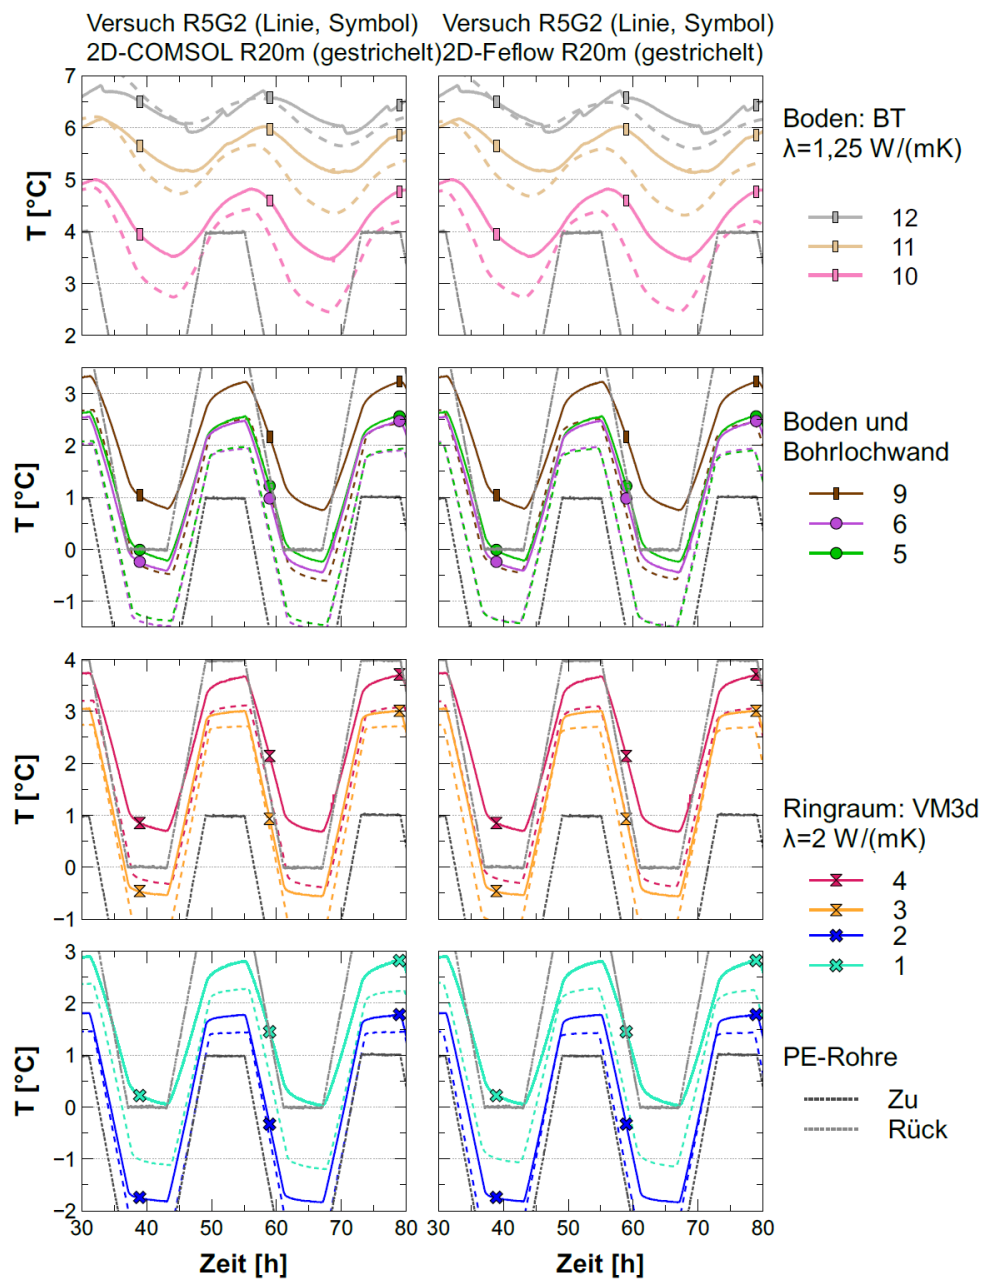 Versuch R5G2 (Linie, Symbol)
2D-COMSOL R20m (gestrichelt)
Versuch R5G2 (Linie, Symbol)
2D-Feflow R20m (gestrichelt)
7
6
5
4
3
2
T [°C]
Boden: BT
λ=1,25 W/(mK)
12
11
10
3
2
1
0
−1
T [°C]
Boden und
Bohrlochwand
9
6
5
4
3
2
1
0
−1
T [°C]
Ringraum: VM3d
λ=2 W/(mK)
4
3
2
1
3
2
1
0
−1
−2
T [°C]
PE-Rohre
Zu
Rück
30 40 50 60 70 80
30 40 50 60 70 80
Zeit [h]
Zeit [h]